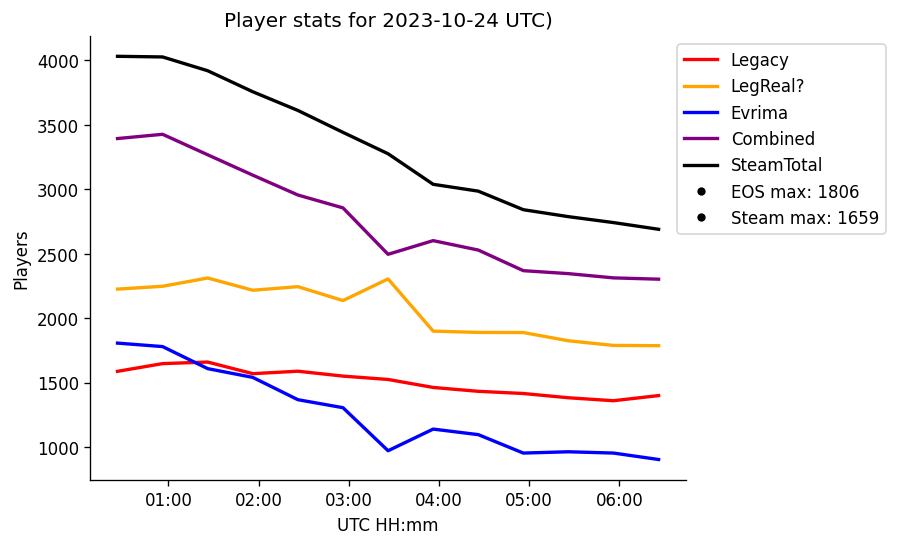 Player stats for 2023-10-24 UTC)
Players
4000
3500
3000
2500
2000
1500
1000
01:00
02:00
03:00
04:00
05:00
06:00
UTC HH:mm
Legacy
LegReal?
Evrima
Combined
SteamTotal
EOS max: 1806
Steam max: 1659